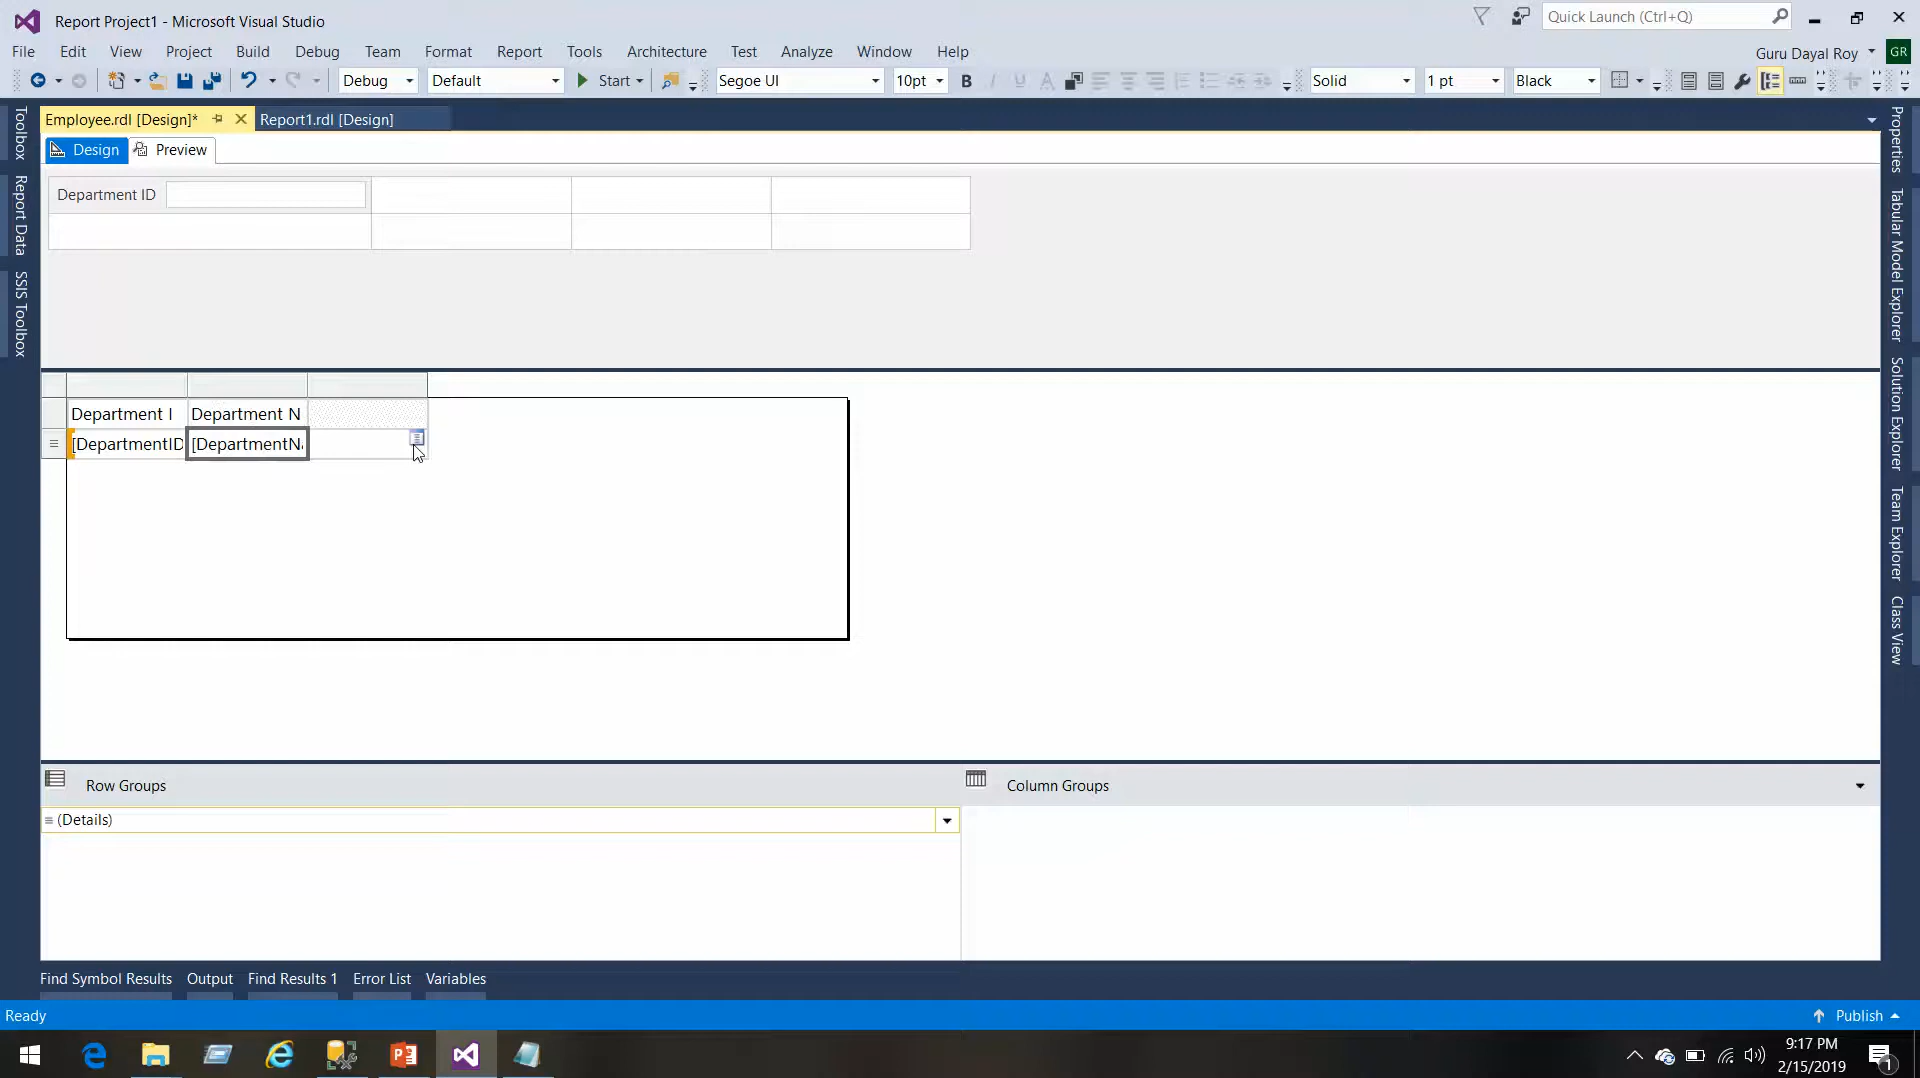 Report Project1 - Microsoft Visual Studio
Quick Launch (Ctrl+Q)
File Edit View Project Build Debug Team Format Report Tools Architecture Test Analyze Window Help
Guru Dayal Roy GR
Debug Default Start Segoe UI 10pt B I U A Solid 1 pt Black
Employee.rdl [Design]* Report1.rdl [Design]
Design Preview
Department ID
Department I Department N
[DepartmentID [DepartmentN
Toolbox
Report Data
SSIS Toolbox
Properties
Tabular Model Explorer
Solution Explorer
Team Explorer
Class View
Row Groups Column Groups
(Details)
Find Symbol Results Output Find Results 1 Error List Variables
Ready Publish
9:17 PM
2/15/2019
1